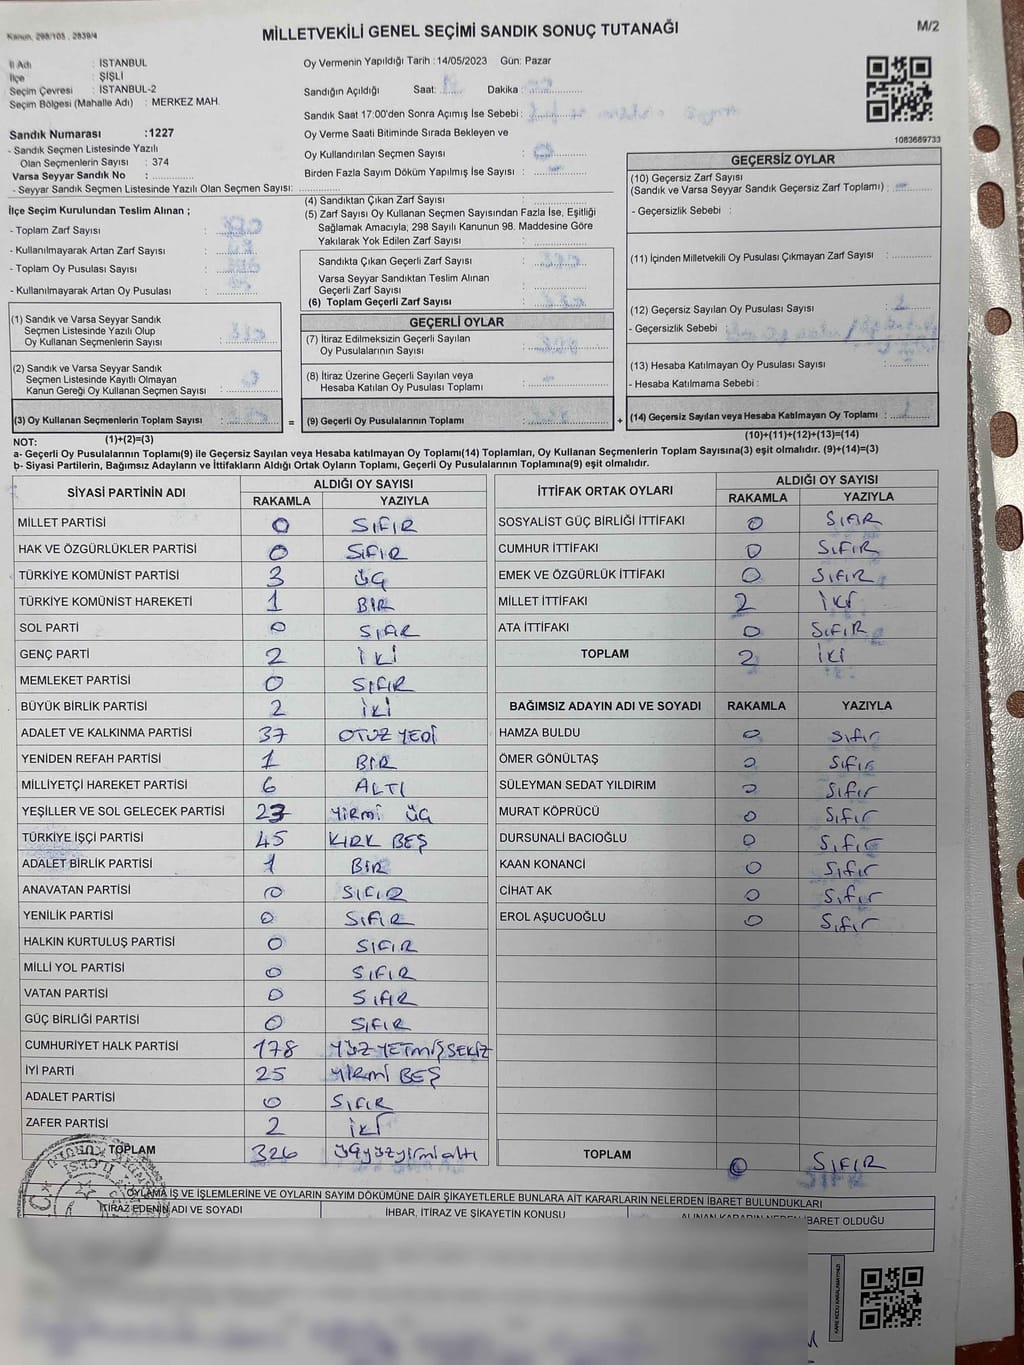 Kanun, 298/105 , 2839/4
MİLLETVEKİLİ GENEL SEÇİMİ SANDIK SONUÇ TUTANAĞI
M/2
İl Adı : İSTANBUL
İlçe : ŞİŞLİ
Seçim Çevresi : İSTANBUL-2
Seçim Bölgesi (Mahalle Adı) : MERKEZ MAH.
Sandık Numarası :1227
- Sandık Seçmen Listesinde Yazılı
Olan Seçmenlerin Sayısı : 374
Varsa Seyyar Sandık No :
- Seyyar Sandık Seçmen Listesinde Yazılı Olan Seçmen Sayısı:
Oy Vermenin Yapıldığı Tarih :14/05/2023 Gün: Pazar
Sandığın Açıldığı Saat: Dakika :
Sandık Saat 17:00'den Sonra Açımış İse Sebebi :
Oy Verme Saati Bitiminde Sırada Bekleyen ve
Oy Kullandırılan Seçmen Sayısı :
Birden Fazla Sayım Döküm Yapılmış İse Sayısı :
1083689733
İlçe Seçim Kurulundan Teslim Alınan ;
- Toplam Zarf Sayısı :
- Kullanılmayarak Artan Zarf Sayısı :
- Toplam Oy Pusulası Sayısı :
- Kullanılmayarak Artan Oy Pusulası :
(1) Sandık ve Varsa Seyyar Sandık
Seçmen Listesinde Yazılı Olup
Oy Kullanan Seçmenlerin Sayısı :
(2) Sandık ve Varsa Seyyar Sandık
Seçmen Listesinde Kayıtlı Olmayan
Kanun Gereği Oy Kullanan Seçmen Sayısı :
(3) Oy Kullanan Seçmenlerin Toplam Sayısı :
(4) Sandıktan Çıkan Zarf Sayısı :
(5) Zarf Sayısı Oy Kullanan Seçmen Sayısından Fazla İse, Eşitliği
Sağlamak Amacıyla, 298 Sayılı Kanunun 98. Maddesine Göre
Yakılarak Yok Edilen Zarf Sayısı :
Sandıkta Çıkan Geçerli Zarf Sayısı :
Varsa Seyyar Sandıktan Teslim Alınan
Geçerli Zarf Sayısı :
(6) Toplam Geçerli Zarf Sayısı :
GEÇERLİ OYLAR
(7) İtiraz Edilmeksizin Geçerli Sayılan
Oy Pusulalarının Sayısı :
(8) İtiraz Üzerine Geçerli Sayılan veya
Hesaba Katılan Oy Pusulası Toplamı :
= (9) Geçerli Oy Pusulalarının Toplamı :
GEÇERSİZ OYLAR
(10) Geçersiz Zarf Sayısı
(Sandık ve Varsa Seyyar Sandık Geçersiz Zarf Toplamı) :
- Geçersizlik Sebebi :
(11) İçinden Milletvekili Oy Pusulası Çıkmayan Zarf Sayısı :
(12) Geçersiz Sayılan Oy Pusulası Sayısı :
- Geçersizlik Sebebi :
(13) Hesaba Katılmayan Oy Pusulası Sayısı :
- Hesaba Katılmama Sebebi :
+ (14) Geçersiz Sayılan veya Hesaba Katılmayan Oy Toplamı :
NOT: (1)+(2)=(3) (10)+(11)+(12)+(13)=(14)
a- Geçerli Oy Pusulalarının Toplamı(9) ile Geçersiz Sayılan veya Hesaba katılmayan Oy Toplamı(14) Toplamları, Oy Kullanan Seçmenlerin Toplam Sayısına(3) eşit olmalıdır. (9)+(14)=(3)
b- Siyasi Partilerin, Bağımsız Adayların ve İttifakların Aldığı Ortak Oyların Toplamı, Geçerli Oy Pusulalarının Toplamına(9) eşit olmalıdır.
SİYASİ PARTİNİN ADI ALDIĞI OY SAYISI
RAKAMLA YAZIYLA
MİLLET PARTİSİ 0 SIFIR
HAK VE ÖZGÜRLÜKLER PARTİSİ 0 SIFIR
TÜRKİYE KOMÜNİST PARTİSİ 3 ÜÇ
TÜRKİYE KOMÜNİST HAREKETİ 1 BİR
SOL PARTİ 0 SIFIR
GENÇ PARTİ 2 İKİ
MEMLEKET PARTİSİ 0 SIFIR
BÜYÜK BİRLİK PARTİSİ 2 İKİ
ADALET VE KALKINMA PARTİSİ 37 OTUZ YEDİ
YENİDEN REFAH PARTİSİ 1 BİR
MİLLİYETÇİ HAREKET PARTİSİ 6 ALTI
YEŞİLLER VE SOL GELECEK PARTİSİ 23 YİRMİ ÜÇ
TÜRKİYE İŞÇİ PARTİSİ 45 KIRK BEŞ
ADALET BİRLİK PARTİSİ 1 BİR
ANAVATAN PARTİSİ 0 SIFIR
YENİLİK PARTİSİ 0 SIFIR
HALKIN KURTULUŞ PARTİSİ 0 SIFIR
MİLLİ YOL PARTİSİ 0 SIFIR
VATAN PARTİSİ 0 SIFIR
GÜÇ BİRLİĞİ PARTİSİ 0 SIFIR
CUMHURİYET HALK PARTİSİ 178 YÜZ YETMİŞ SEKİZ
İYİ PARTİ 25 YİRMİ BEŞ
ADALET PARTİSİ 0 SIFIR
ZAFER PARTİSİ 2 İKİ
TOPLAM 326 üçyüzyirmialtı
İTTİFAK ORTAK OYLARI ALDIĞI OY SAYISI
RAKAMLA YAZIYLA
SOSYALİST GÜÇ BİRLİĞİ İTTİFAKI 0 SIFIR
CUMHUR İTTİFAKI 0 SIFIR
EMEK VE ÖZGÜRLÜK İTTİFAKI 0 SIFIR
MİLLET İTTİFAKI 2 İKİ
ATA İTTİFAKI 0 SIFIR
TOPLAM 2 İKİ
BAĞIMSIZ ADAYIN ADI VE SOYADI RAKAMLA YAZIYLA
HAMZA BULDU 0 Sıfır
ÖMER GÖNÜLTAŞ 0 Sıfır
SÜLEYMAN SEDAT YILDIRIM 0 Sıfır
MURAT KÖPRÜCÜ 0 Sıfır
DURSUNALİ BACIOĞLU 0 Sıfır
KAAN KONANCİ 0 Sıfır
CİHAT AK 0 Sıfır
EROL AŞUCUOĞLU 0 Sıfır
TOPLAM 0 SIFIR
OYLAMA İŞ VE İŞLEMLERİNE VE OYLARIN SAYIM DÖKÜMÜNE DAİR ŞİKAYETLERLE BUNLARA AİT KARARLARIN NELERDEN İBARET BULUNDUKLARI
İTİRAZ EDENİN ADI VE SOYADI İHBAR, İTİRAZ VE ŞİKAYETİN KONUSU ALINAN KARARIN NEDEN İBARET OLDUĞU